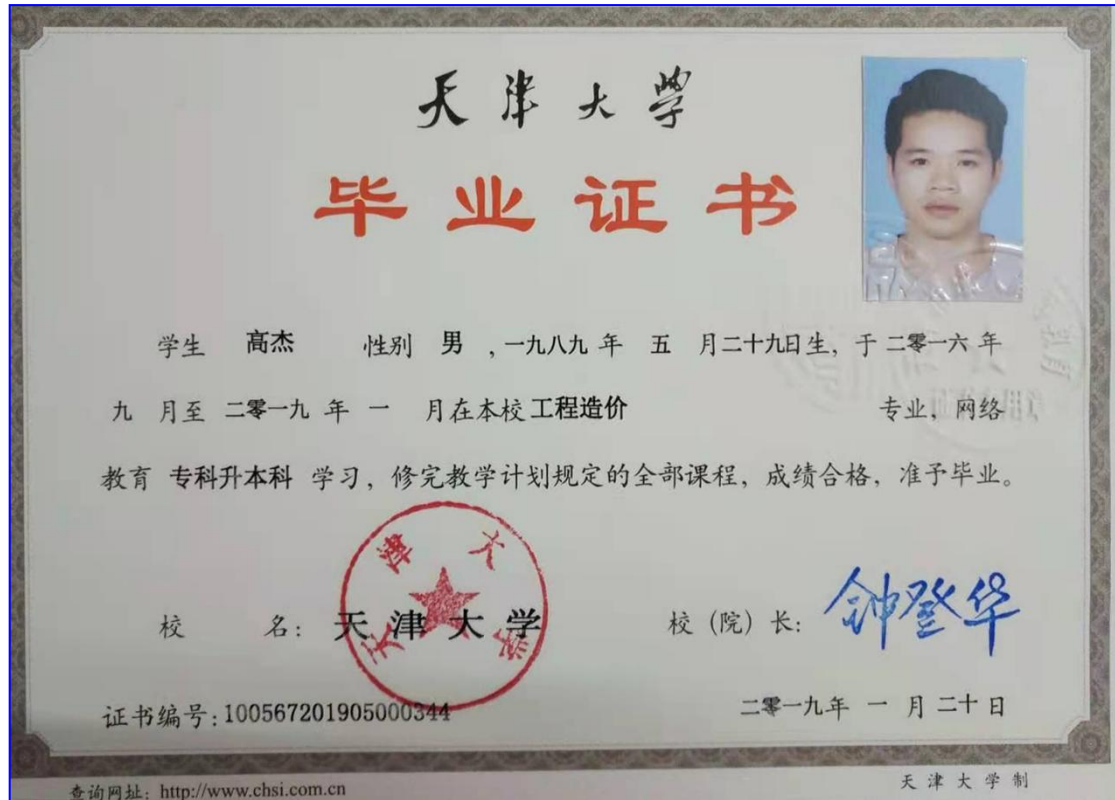 天津大学
毕业证书
学生 高杰 性别 男 ,一九八九 年 五 月二十九日生, 于 二零一六 年
九 月至 二零一九 年 一 月在本校 工程造价 专业, 网络
教育 专科升本科 学习, 修完教学计划规定的全部课程, 成绩合格, 准予毕业。
天津大学
校 名: 天津大学 校(院)长: 钟登华
证书编号:100567201905000344 二零一九年 一 月 二十 日
查询网址: http://www.chsi.com.cn 天津大学制